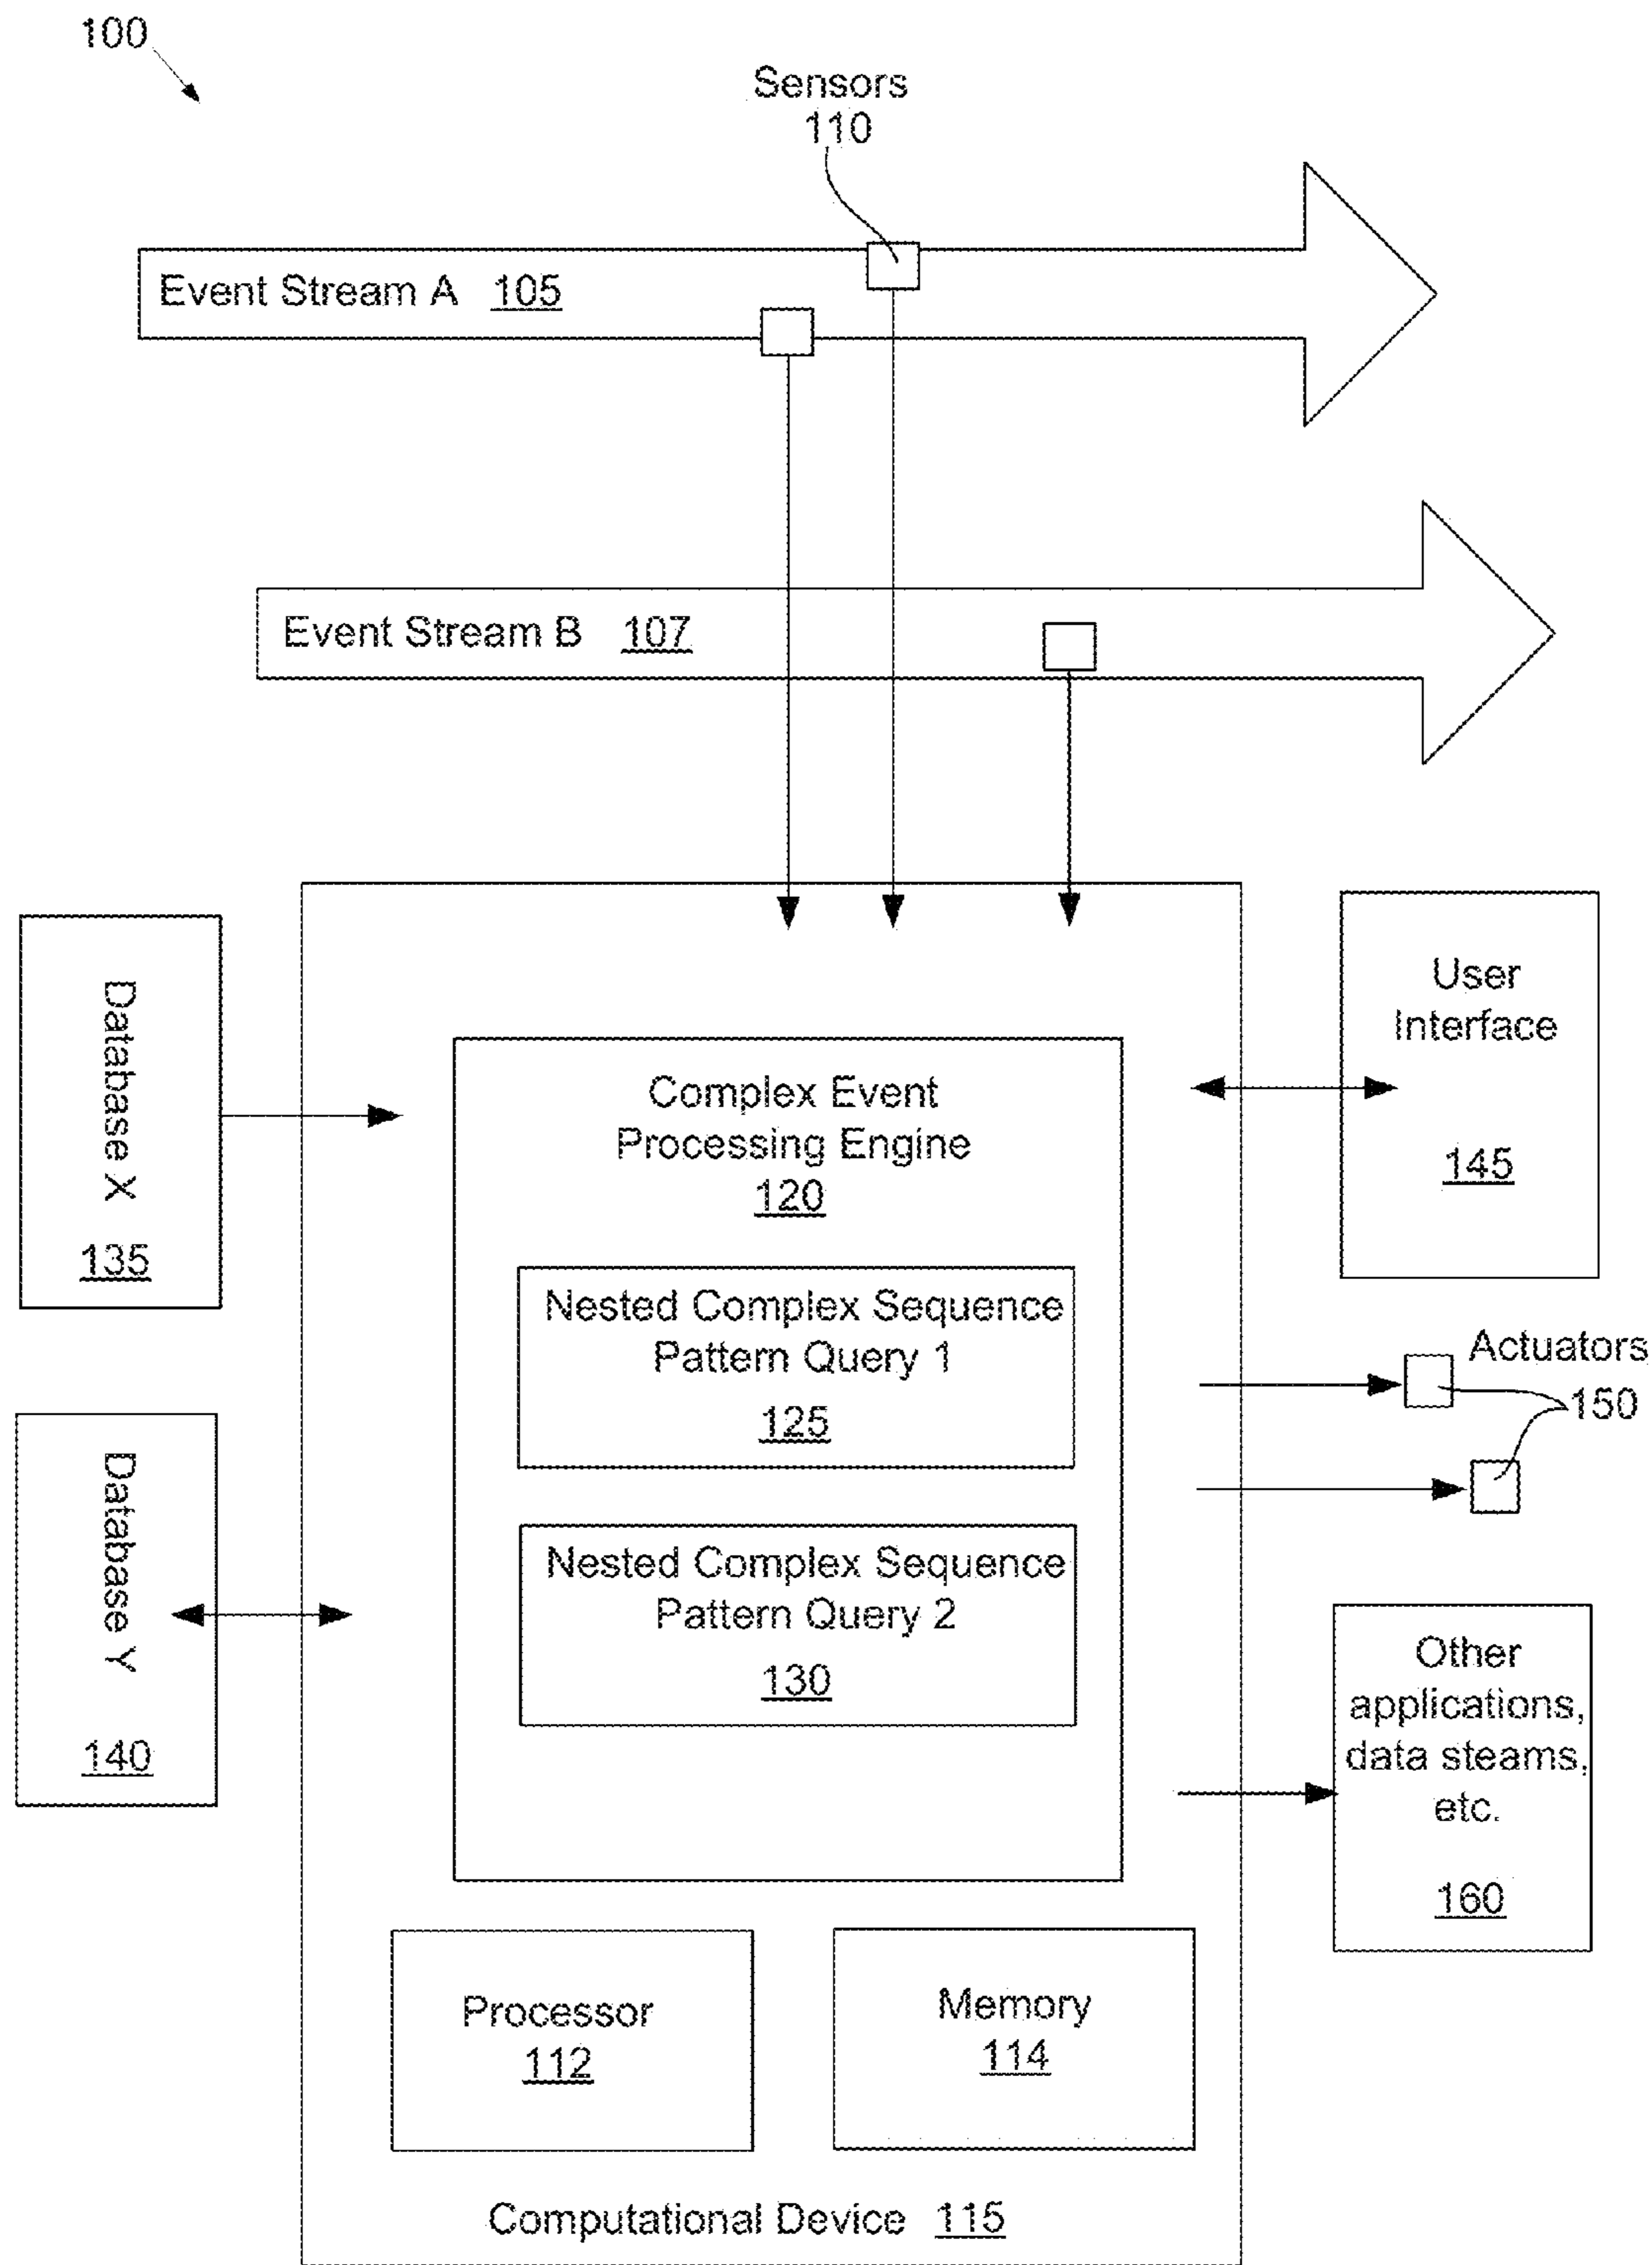 100
Sensors
110
Event Stream A 105
Event Stream B 107
Database X
135
Database Y
140
Complex Event
Processing Engine
120
Nested Complex Sequence
Pattern Query 1
125
Nested Complex Sequence
Pattern Query 2
130
Processor
112
Memory
114
Computational Device 115
User
Interface
145
Actuators
150
Other
applications,
data steams,
etc.
160